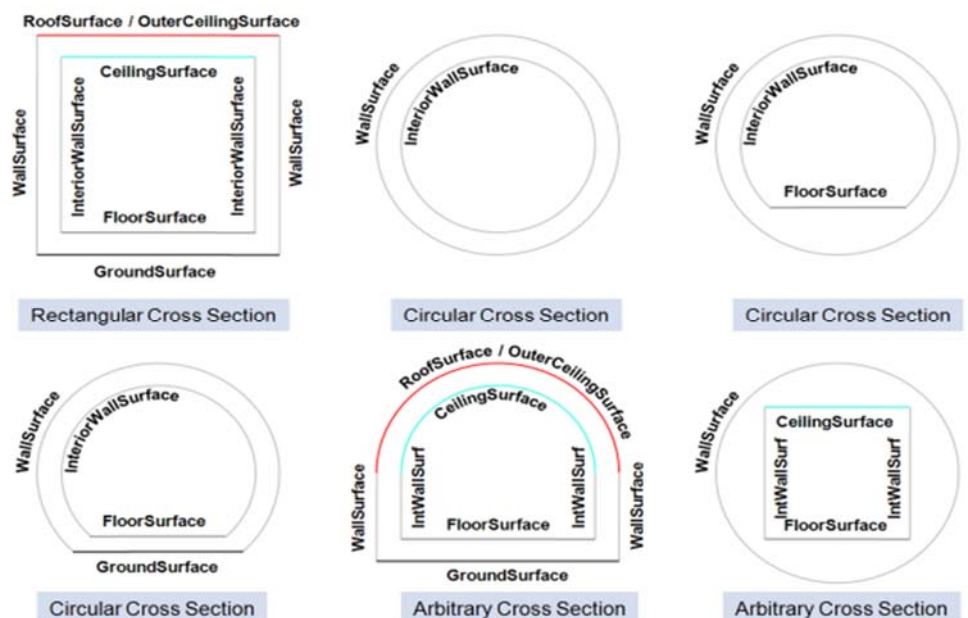 RoofSurface / OuterCeilingSurface
CeilingSurface
WallSurface
InteriorWallSurface
InteriorWallSurface
WallSurface
FloorSurface
GroundSurface
Rectangular Cross Section
WallSurface
InteriorWallSurface
Circular Cross Section
WallSurface
InteriorWallSurface
FloorSurface
Circular Cross Section
WallSurface
InteriorWallSurface
FloorSurface
GroundSurface
Circular Cross Section
RoofSurface / OuterCeilingSurface
CeilingSurface
WallSurface
IntWallSurf
IntWallSurf
WallSurface
FloorSurface
GroundSurface
Arbitrary Cross Section
WallSurface
CeilingSurface
IntWallSurf
IntWallSurf
FloorSurface
Arbitrary Cross Section